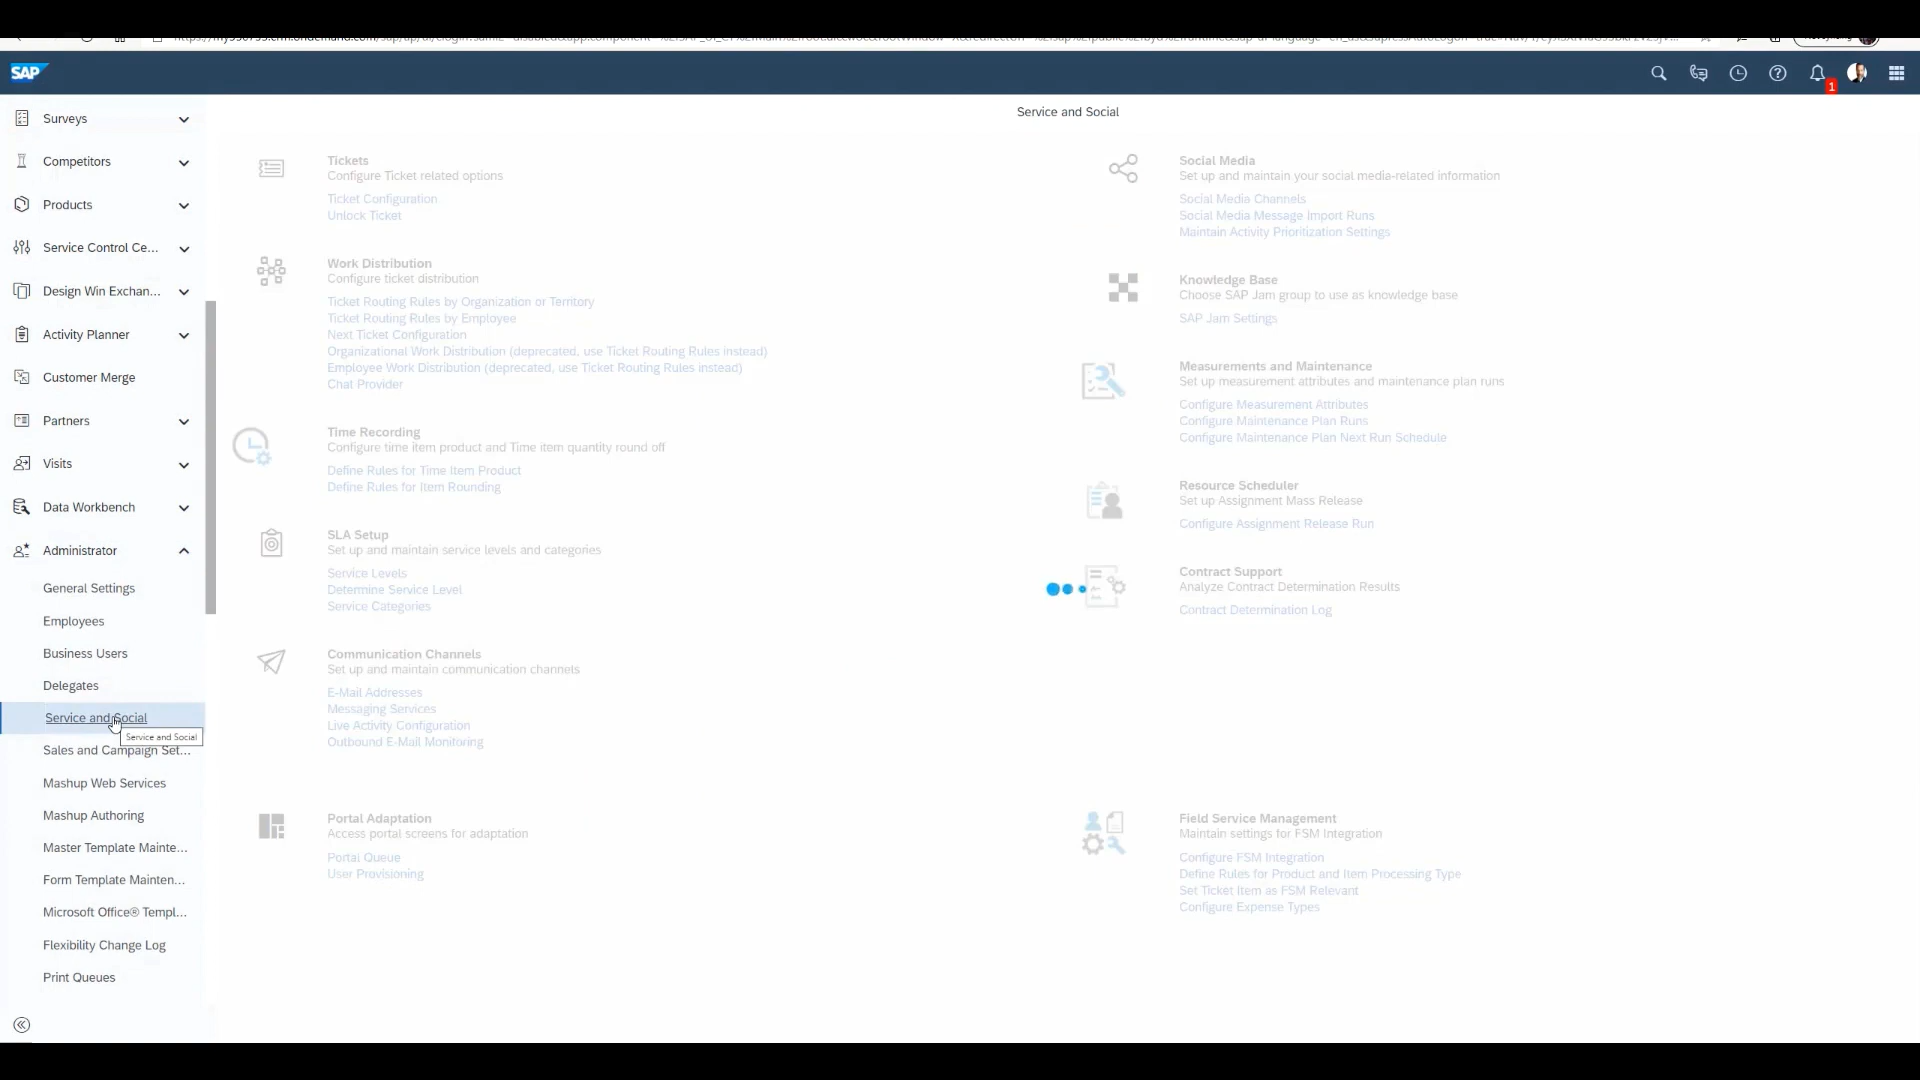 SAP
1
Surveys
Competitors
Products
Service Control Ce...
Design Win Exchan...
Activity Planner
Customer Merge
Partners
Visits
Data Workbench
Administrator
General Settings
Employees
Business Users
Delegates
Service and Social
Service and Social
Sales and Campaign Set...
Mashup Web Services
Mashup Authoring
Master Template Mainte...
Form Template Mainten...
Microsoft Office® Templ...
Flexibility Change Log
Print Queues
Service and Social
Tickets
Configure Ticket related options
Ticket Configuration
Unlock Ticket
Work Distribution
Configure ticket distribution
Ticket Routing Rules by Organization or Territory
Ticket Routing Rules by Employee
Next Ticket Configuration
Organizational Work Distribution (deprecated, use Ticket Routing Rules instead)
Employee Work Distribution (deprecated, use Ticket Routing Rules instead)
Chat Provider
Time Recording
Configure time item product and Time item quantity round off
Define Rules for Time Item Product
Define Rules for Item Rounding
SLA Setup
Set up and maintain service levels and categories
Service Levels
Determine Service Level
Service Categories
Communication Channels
Set up and maintain communication channels
E-Mail Addresses
Messaging Services
Live Activity Configuration
Outbound E-Mail Monitoring
Portal Adaptation
Access portal screens for adaptation
Portal Queue
User Provisioning
Social Media
Set up and maintain your social media-related information
Social Media Channels
Social Media Message Import Runs
Maintain Activity Prioritization Settings
Knowledge Base
Choose SAP Jam group to use as knowledge base
SAP Jam Settings
Measurements and Maintenance
Set up measurement attributes and maintenance plan runs
Configure Measurement Attributes
Configure Maintenance Plan Runs
Configure Maintenance Plan Next Run Schedule
Resource Scheduler
Set up Assignment Mass Release
Configure Assignment Release Run
Contract Support
Analyze Contract Determination Results
Contract Determination Log
Field Service Management
Maintain settings for FSM Integration
Configure FSM Integration
Define Rules for Product and Item Processing Type
Set Ticket Item as FSM Relevant
Configure Expense Types